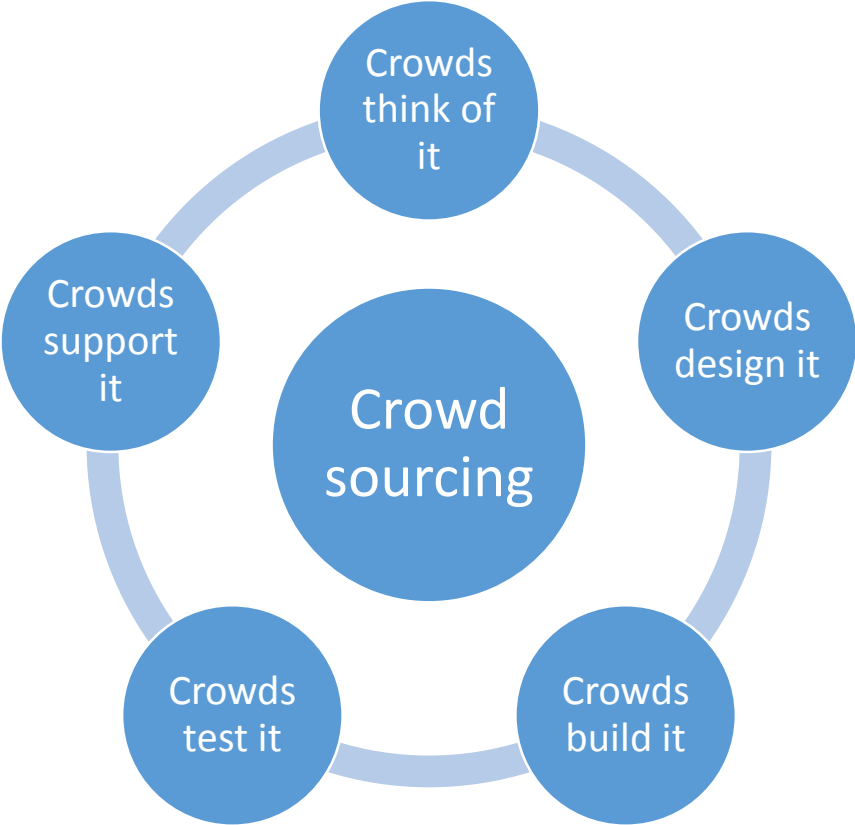 Crowds
think of
it
Crowds
design it
Crowds
build it
Crowds
test it
Crowds
support
it
Crowd
sourcing